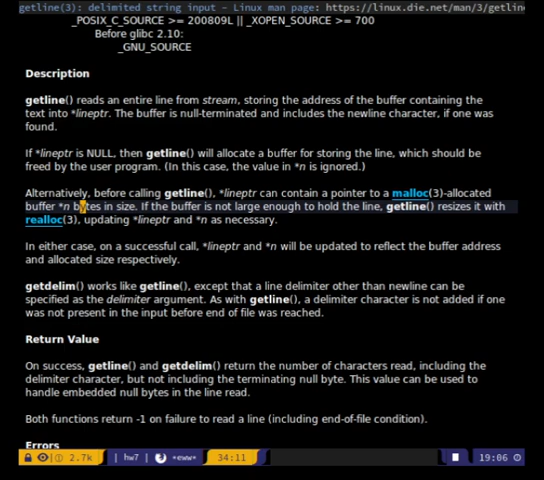 getline(3): delimited string input - Linux man page: https://linux.die.net/man/3/getline
_POSIX_C_SOURCE >= 200809L || _XOPEN_SOURCE >= 700
Before glibc 2.10:
_GNU_SOURCE
Description
getline() reads an entire line from stream, storing the address of the buffer containing the
text into *lineptr. The buffer is null-terminated and includes the newline character, if one was
found.
If *lineptr is NULL, then getline() will allocate a buffer for storing the line, which should be
freed by the user program. (In this case, the value in *n is ignored.)
Alternatively, before calling getline(), *lineptr can contain a pointer to a malloc(3)-allocated
buffer *n bytes in size. If the buffer is not large enough to hold the line, getline() resizes it with
realloc(3), updating *lineptr and *n as necessary.
In either case, on a successful call, *lineptr and *n will be updated to reflect the buffer address
and allocated size respectively.
getdelim() works like getline(), except that a line delimiter other than newline can be
specified as the delimiter argument. As with getline(), a delimiter character is not added if one
was not present in the input before end of file was reached.
Return Value
On success, getline() and getdelim() return the number of characters read, including the
delimiter character, but not including the terminating null byte. This value can be used to
handle embedded null bytes in the line read.
Both functions return -1 on failure to read a line (including end-of-file condition).
Errors
2.7k | hw7 | *eww* 34:11 19:06